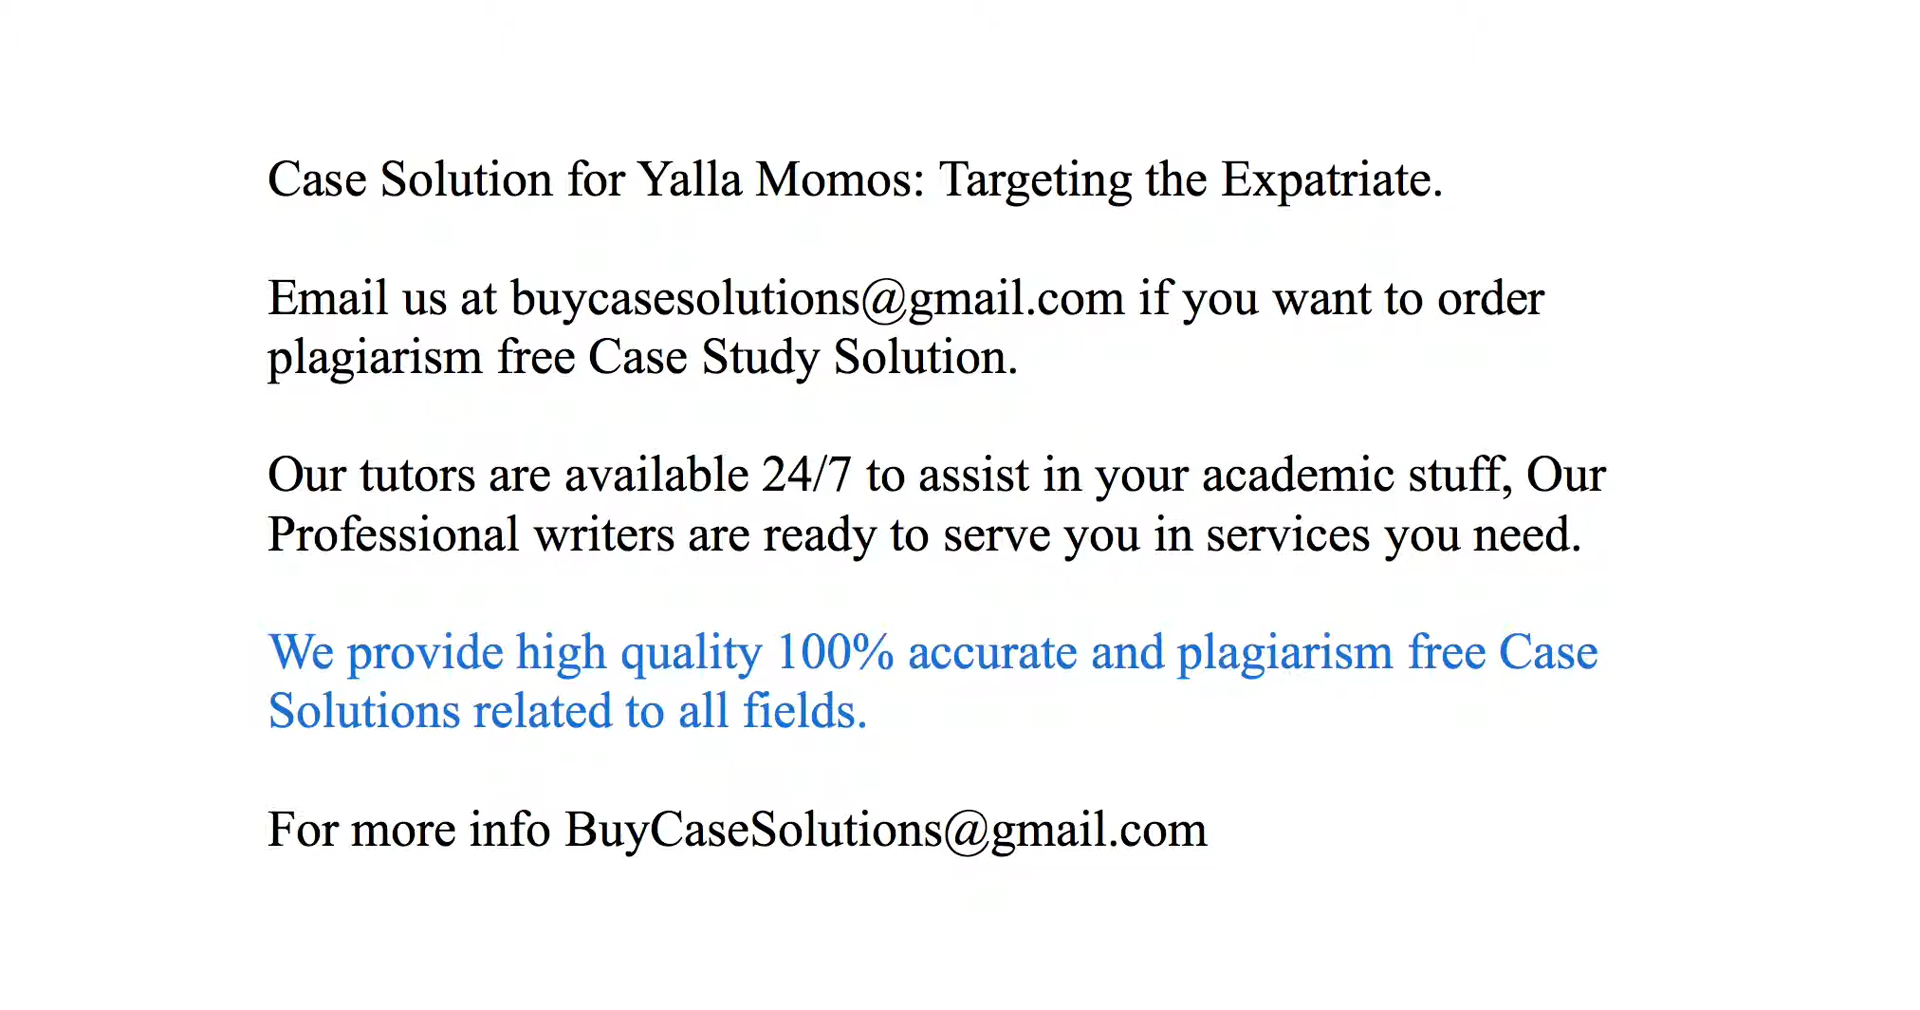 Case Solution for Yalla Momos: Targeting the Expatriate.
Email us at buycasesolutions@gmail.com if you want to order
plagiarism free Case Study Solution.
Our tutors are available 24/7 to assist in your academic stuff, Our
Professional writers are ready to serve you in services you need.
We provide high quality 100% accurate and plagiarism free Case
Solutions related to all fields.
For more info BuyCaseSolutions@gmail.com